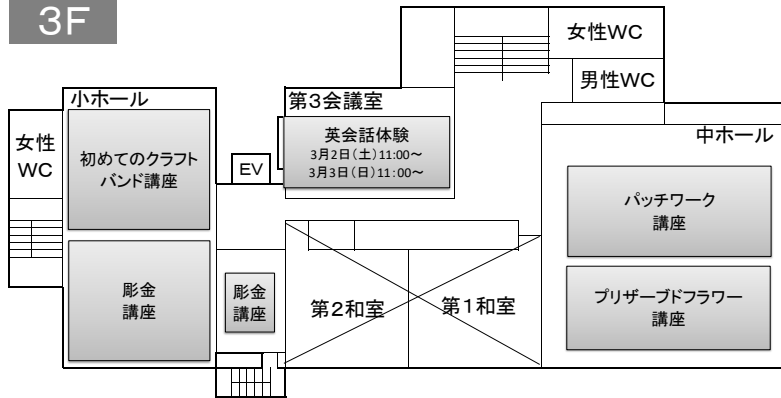 3F
女性WC
男性WC
小ホール
第3会議室
中ホール
女性
WC
初めてのクラフト
バンド講座
EV
英会話体験
3月2日(土)11:00～
3月3日(日)11:00～
パッチワーク
講座
彫金
講座
彫金
講座
第2和室
第1和室
プリザーブドフラワー
講座